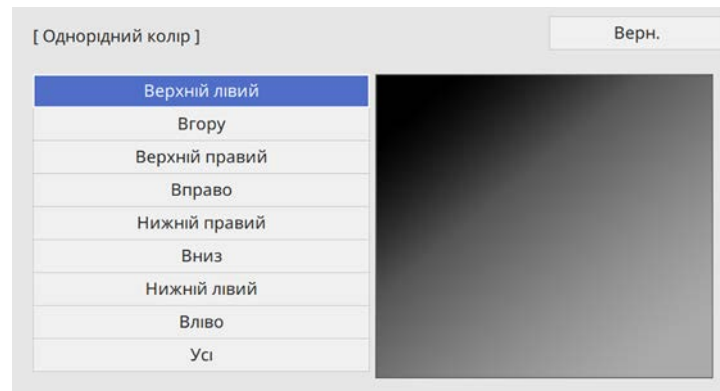 [ Однорідний колір ]
Верн.
Верхній лівий
Вгору
Верхній правий
Вправо
Нижній правий
Вниз
Нижній лівий
Вліво
Усі